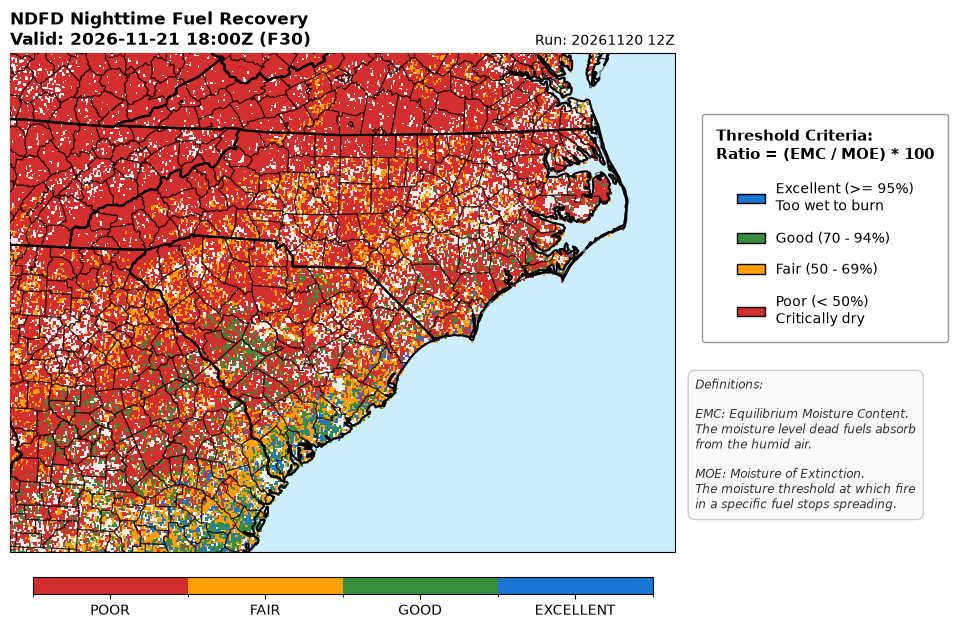 NDFD Nighttime Fuel Recovery
Valid: 2026-11-21 18:00Z (F30)
Run: 20261120 12Z
Threshold Criteria:
Ratio = (EMC / MOE) * 100
Excellent (>= 95%)
Too wet to burn
Good (70 - 94%)
Fair (50 - 69%)
Poor (< 50%)
Critically dry
Definitions:
EMC: Equilibrium Moisture Content.
The moisture level dead fuels absorb
from the humid air.
MOE: Moisture of Extinction.
The moisture threshold at which fire
in a specific fuel stops spreading.
POOR
FAIR
GOOD
EXCELLENT